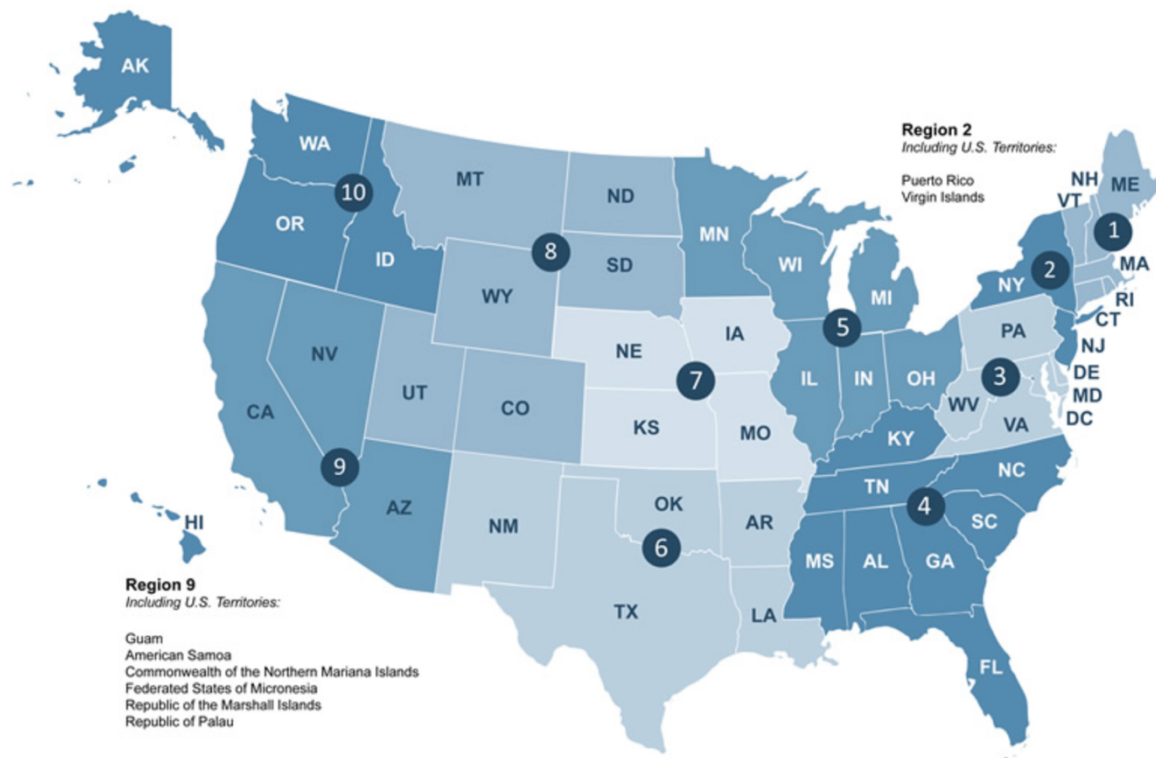 AK
WA
MT
ND
MN
10
OR
ID
8
SD
WY
WI
MI
5
Region 2
Including U.S. Territories:
Puerto Rico
Virgin Islands
NH
VT
ME
1
2
NY
MA
RI
CT
PA
NJ
3
DE
MD
DC
WV
VA
NV
CA
UT
CO
NE
IA
7
KS
MO
IL
IN
OH
KY
9
AZ
NM
OK
AR
TN
NC
4
SC
6
MS
AL
GA
TX
LA
FL
HI
Region 9
Including U.S. Territories:
Guam
American Samoa
Commonwealth of the Northern Mariana Islands
Federated States of Micronesia
Republic of the Marshall Islands
Republic of Palau